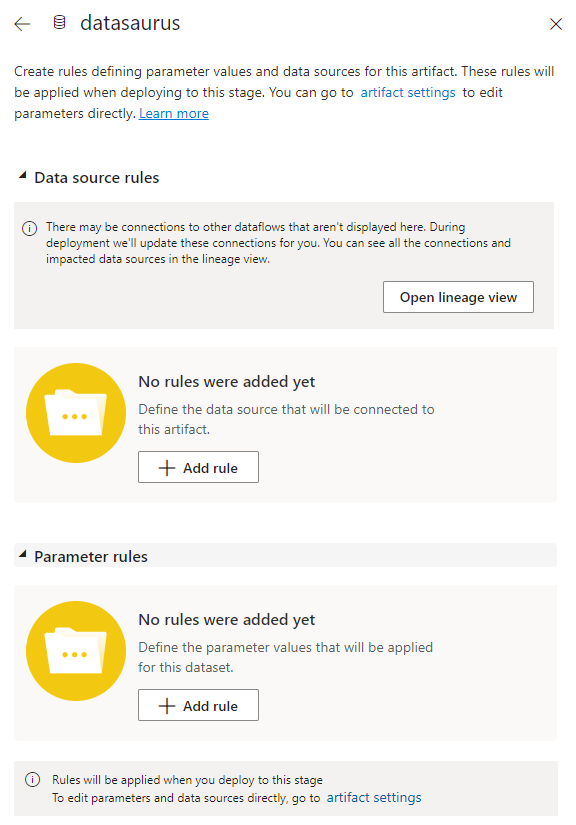 datasaurus
Create rules defining parameter values and data sources for this artifact. These rules will
be applied when deploying to this stage. You can go to artifact settings to edit
parameters directly. Learn more
Data source rules
There may be connections to other dataflows that aren't displayed here. During
deployment we'll update these connections for you. You can see all the connections and
impacted data sources in the lineage view.
Open lineage view
No rules were added yet
Define the data source that will be connected to
this artifact.
Add rule
Parameter rules
No rules were added yet
Define the parameter values that will be applied
for this dataset.
Add rule
Rules will be applied when you deploy to this stage
To edit parameters and data sources directly, go to artifact settings